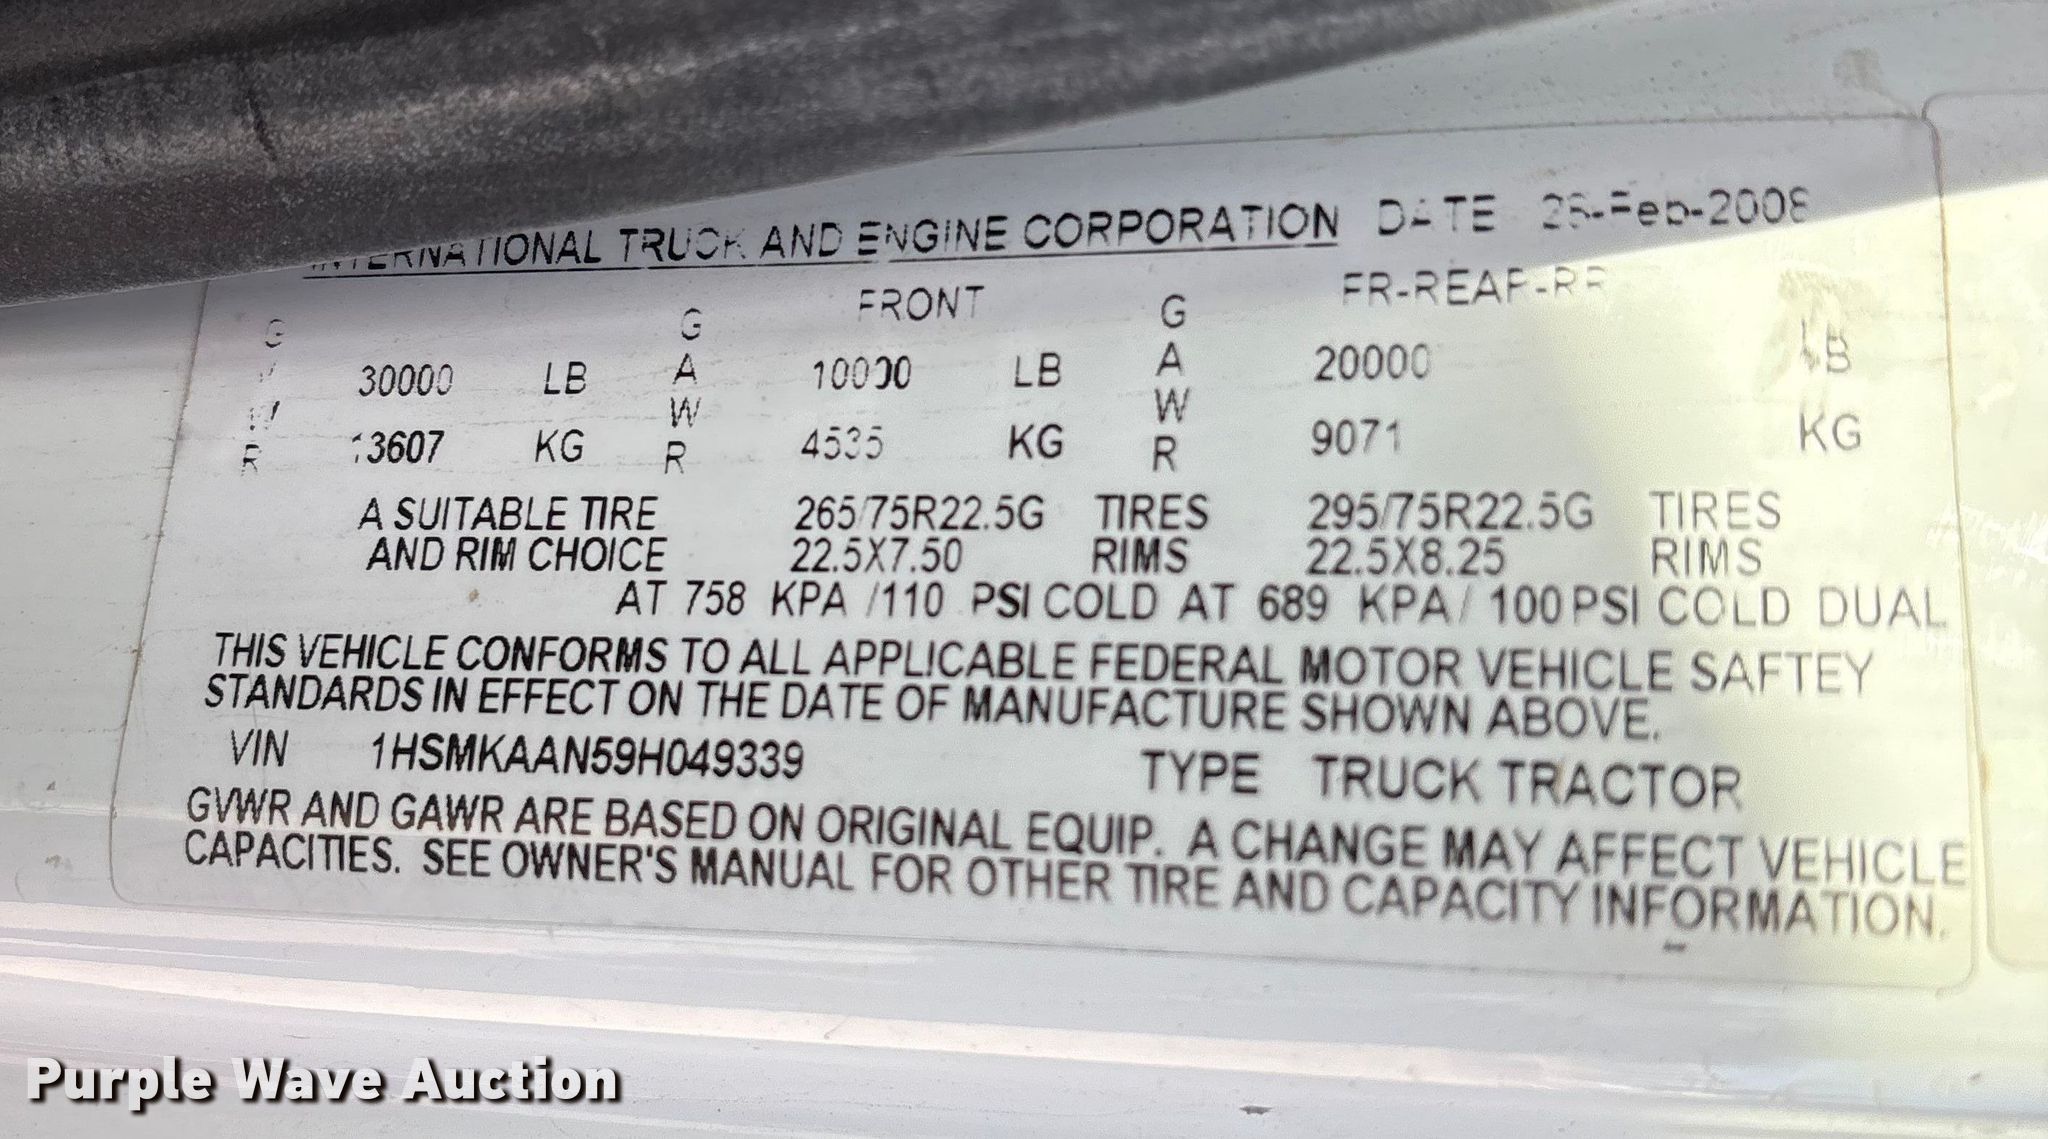 INTERNATIONAL TRUCK AND ENGINE CORPORATION DATE Feb-2008
FRONT FR-REAR-RR
GVWR 30000 LB GAWR 10000 LB GAWR 20000 LB
13607 KG 4535 KG 9071 KG
A SUITABLE TIRE 265/75R22.5G TIRES 295/75R22.5G TIRES
AND RIM CHOICE 22.5X7.50 RIMS 22.5X8.25 RIMS
AT 758 KPA /110 PSI COLD AT 689 KPA/ 100 PSI COLD DUAL
THIS VEHICLE CONFORMS TO ALL APPLICABLE FEDERAL MOTOR VEHICLE SAFTEY
STANDARDS IN EFFECT ON THE DATE OF MANUFACTURE SHOWN ABOVE.
VIN 1HSMKAAN59H049339 TYPE TRUCK TRACTOR
GVWR AND GAWR ARE BASED ON ORIGINAL EQUIP. A CHANGE MAY AFFECT VEHICLE
CAPACITIES. SEE OWNER'S MANUAL FOR OTHER TIRE AND CAPACITY INFORMATION.
Purple Wave Auction